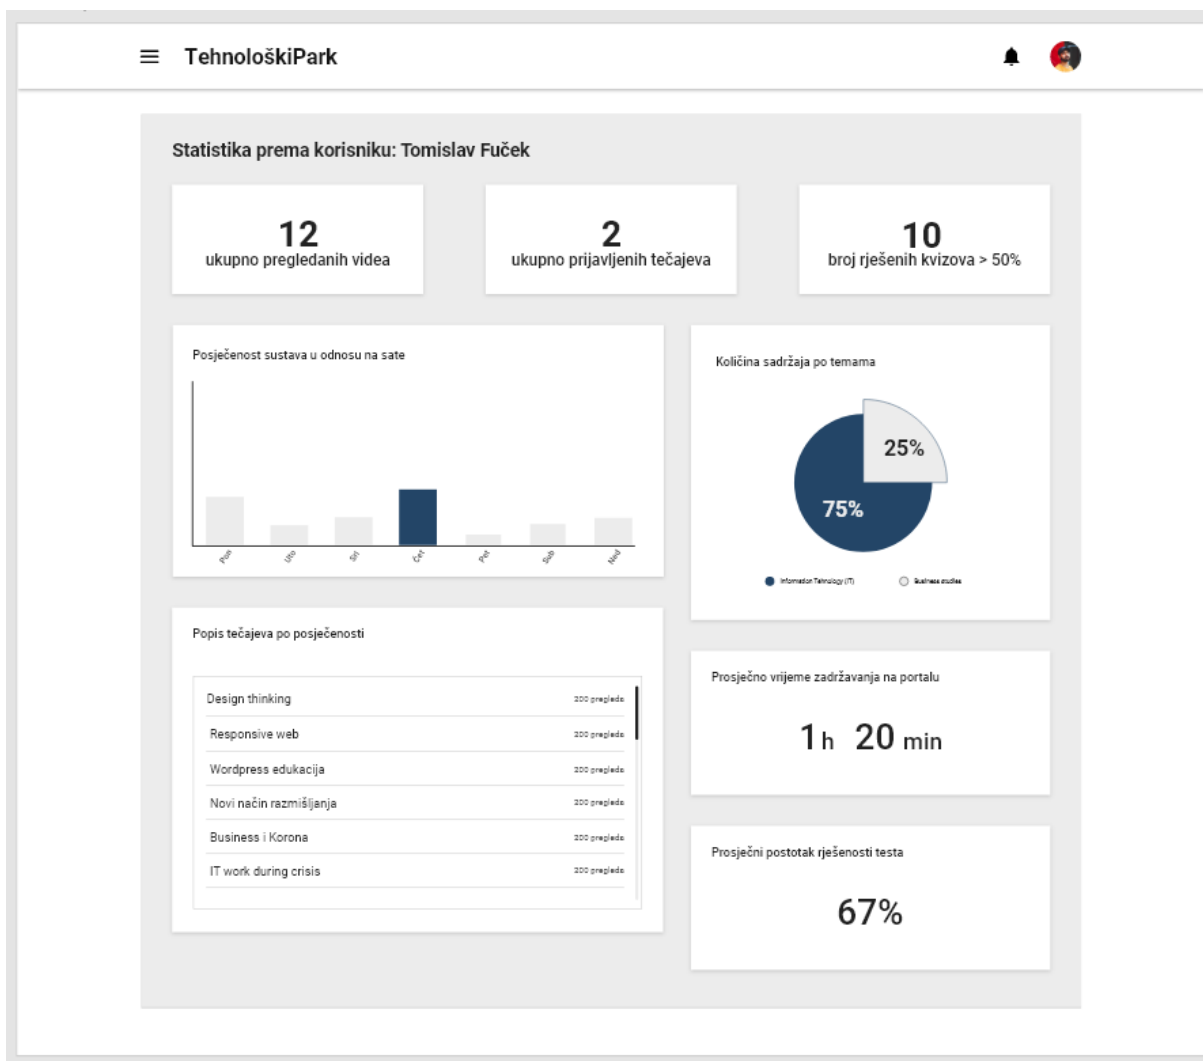 TehnološkiPark
Statistika prema korisniku: Tomislav Fuček
12
ukupno pregledanih videa
2
ukupno prijavljenih tečajeva
10
broj rješenih kvizova > 50%
Posječenost sustava u odnosu na sate
Pon
Uto
Sri
Čet
Pet
Sub
Ned
Količina sadržaja po temama
25%
75%
Information Tehnology (IT)
Business studies
Popis tečajeva po posječenosti
Design thinking
200 pregleda
Responsive web
200 pregleda
Wordpress edukacija
200 pregleda
Novi način razmišljanja
200 pregleda
Business i Korona
200 pregleda
IT work during crisis
200 pregleda
Prosječno vrijeme zadržavanja na portalu
1 h 20 min
Prosječni postotak rješenosti testa
67%